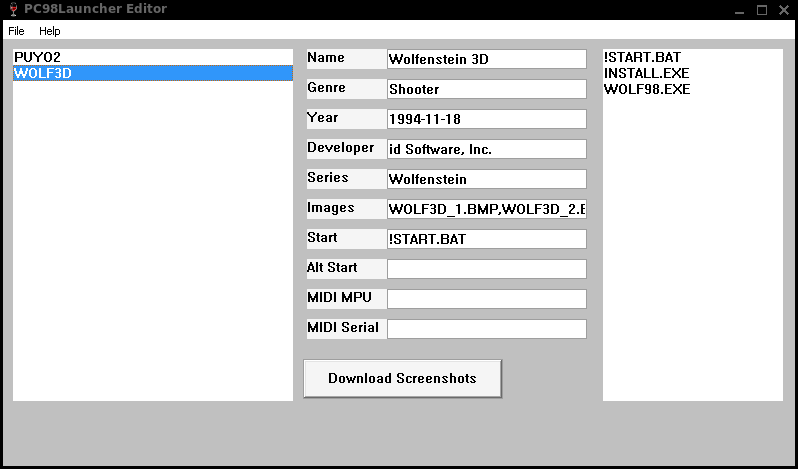 PC98Launcher Editor
File Help
PUYO2
WOLF3D
Name Wolfenstein 3D
Genre Shooter
Year 1994-11-18
Developer id Software, Inc.
Series Wolfenstein
Images WOLF3D_1.BMP,WOLF3D_2.B
Start !START.BAT
Alt Start
MIDI MPU
MIDI Serial
Download Screenshots
!START.BAT
INSTALL.EXE
WOLF98.EXE